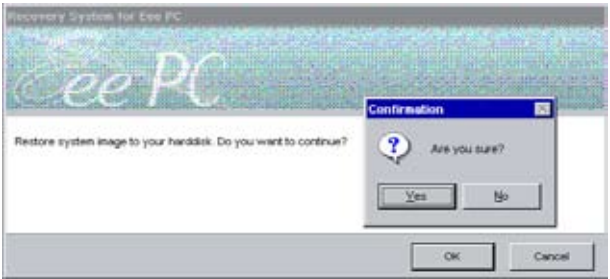 Recovery System for Eee PC
Eee PC
Confirmation
Restore system image to your harddisk. Do you want to continue?
Are you sure?
Yes
No
OK
Cancel